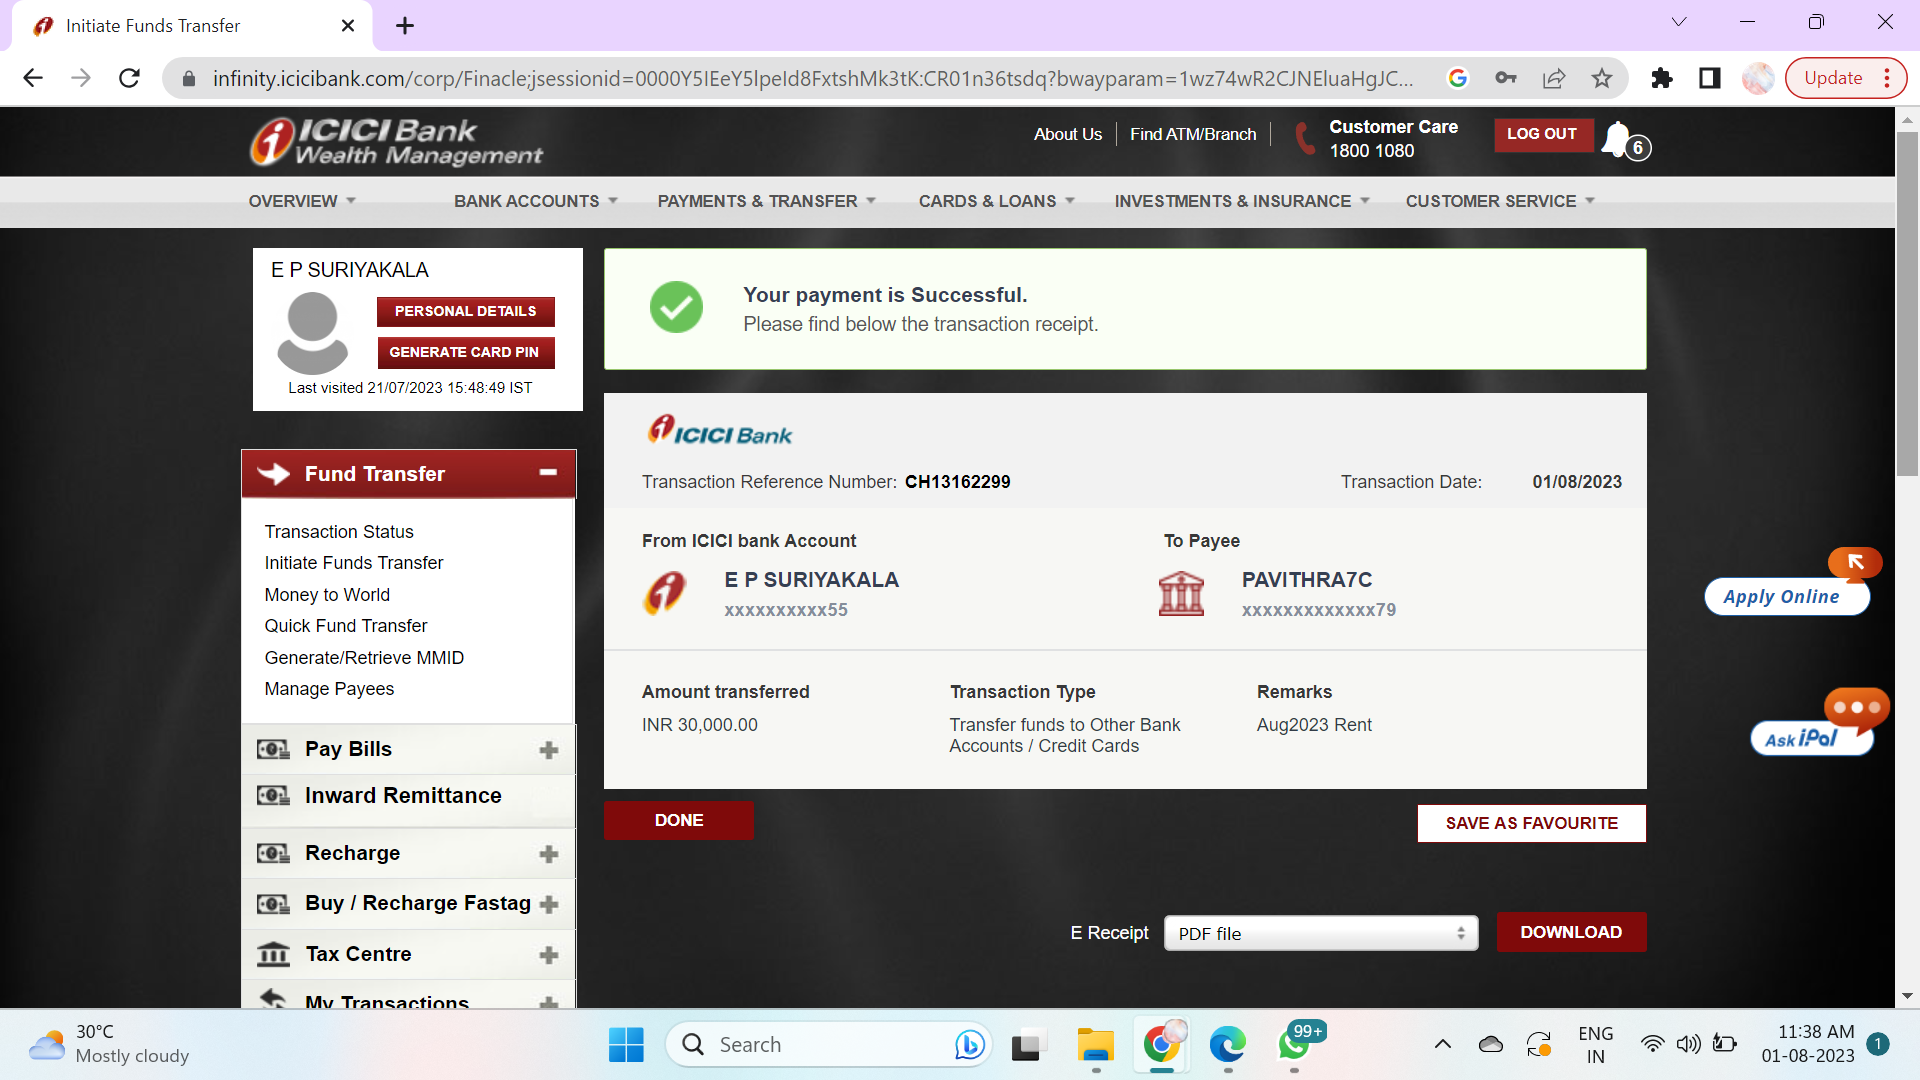 Initiate Funds Transfer
infinity.icicibank.com/corp/Finacle;jsessionid=0000Y5IEeY5lpeld8FxtshMk3tK:CR01n36tsdq?bwayparam=1wz74wR2CJNEluaHgJC...
Update
ICICI Bank
Wealth Management
About Us
Find ATM/Branch
Customer Care
1800 1080
LOG OUT
6
OVERVIEW
BANK ACCOUNTS
PAYMENTS & TRANSFER
CARDS & LOANS
INVESTMENTS & INSURANCE
CUSTOMER SERVICE
E P SURIYAKALA
PERSONAL DETAILS
GENERATE CARD PIN
Last visited 21/07/2023 15:48:49 IST
Your payment is Successful.
Please find below the transaction receipt.
Fund Transfer
Transaction Status
Initiate Funds Transfer
Money to World
Quick Fund Transfer
Generate/Retrieve MMID
Manage Payees
Pay Bills
Inward Remittance
Recharge
Buy / Recharge Fastag
Tax Centre
My Transactions
ICICI Bank
Transaction Reference Number: CH13162299
Transaction Date: 01/08/2023
From ICICI bank Account
E P SURIYAKALA
xxxxxxxxxx55
To Payee
PAVITHRA7C
xxxxxxxxxxxxx79
Amount transferred
INR 30,000.00
Transaction Type
Transfer funds to Other Bank
Accounts / Credit Cards
Remarks
Aug2023 Rent
DONE
SAVE AS FAVOURITE
E Receipt
PDF file
DOWNLOAD
Apply Online
Ask iPal
30°C
Mostly cloudy
Search
99+
ENG
IN
11:38 AM
01-08-2023
1